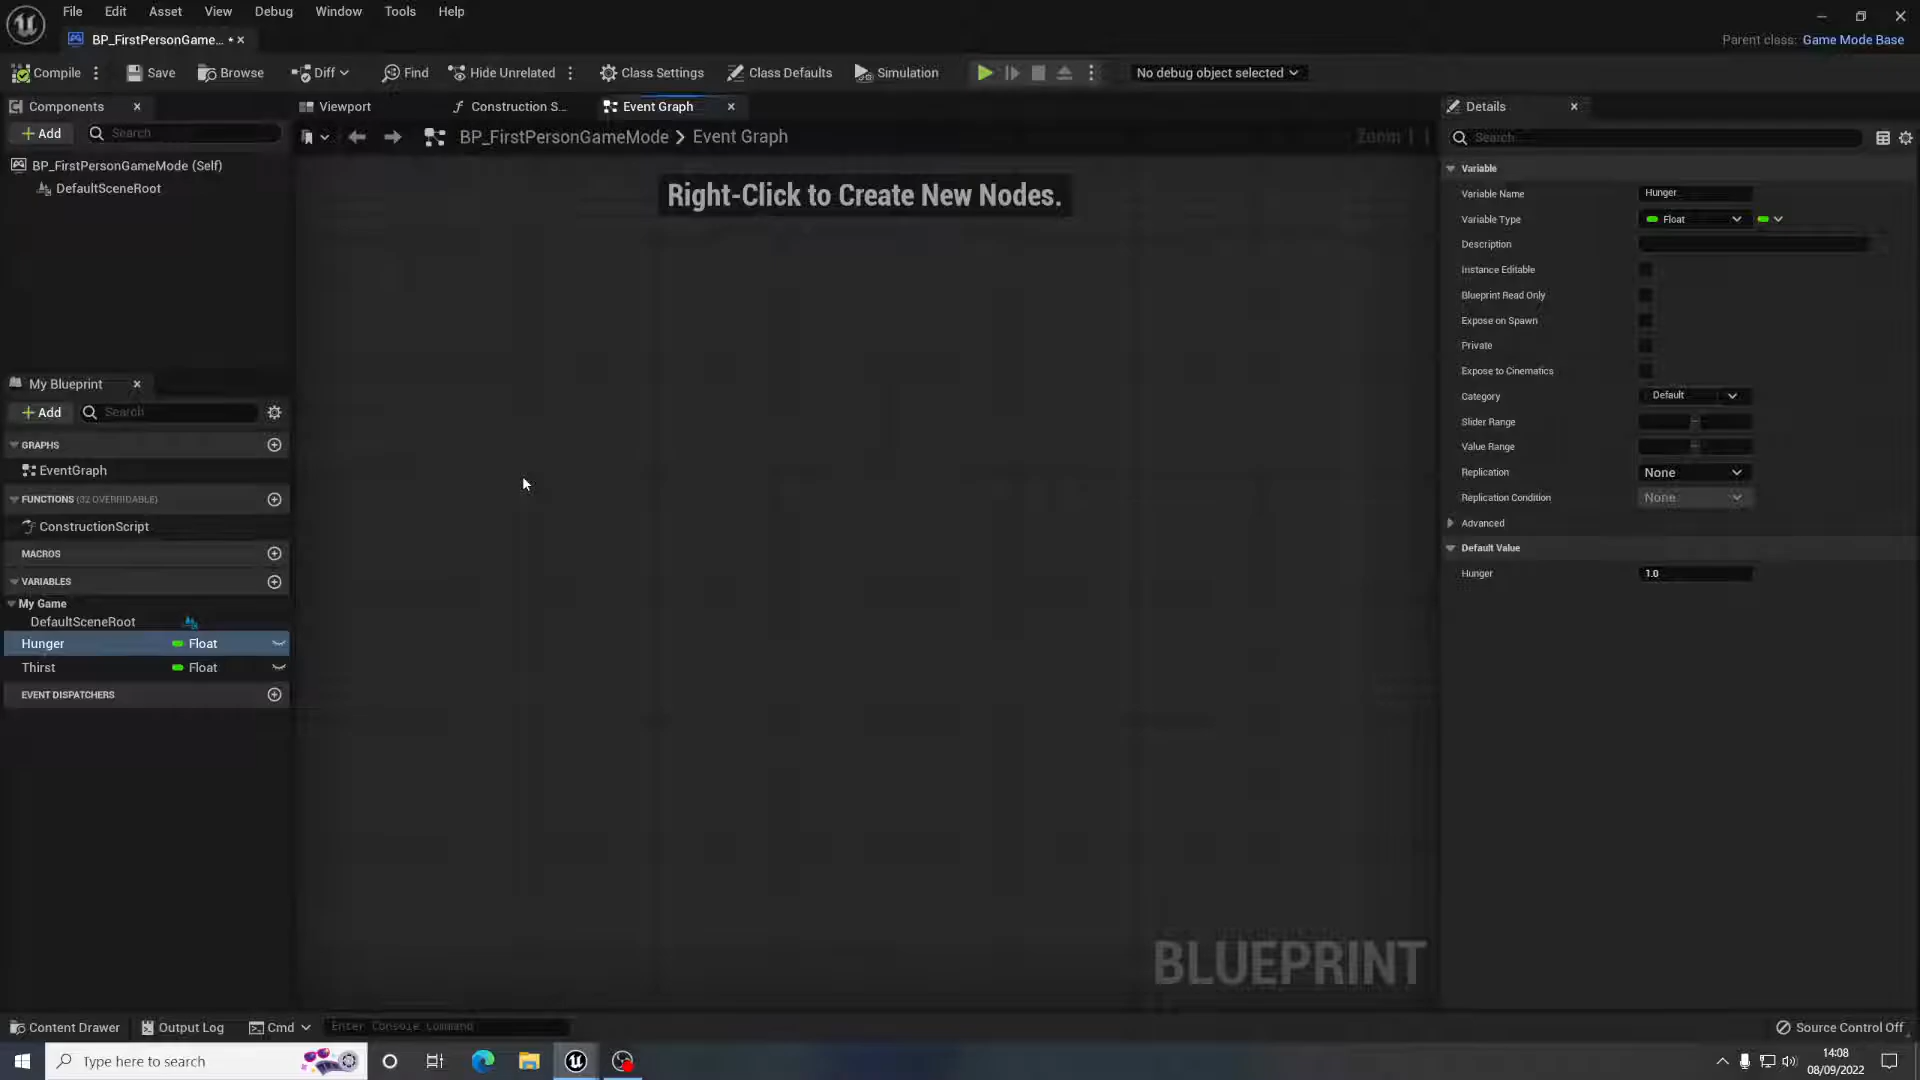 File Edit Asset View Debug Window Tools Help
BP_FirstPersonGame...
Parent class: Game Mode Base
Compile Save Browse Diff Find Hide Unrelated Class Settings Class Defaults Simulation No debug object selected
Components Viewport Construction S... Event Graph Details
Add Search BP_FirstPersonGameMode > Event Graph Zoom Search
BP_FirstPersonGameMode (Self)
DefaultSceneRoot
Right-Click to Create New Nodes.
My Blueprint
Add Search
GRAPHS
EventGraph
FUNCTIONS (32 OVERRIDABLE)
ConstructionScript
MACROS
VARIABLES
My Game
DefaultSceneRoot
Hunger Float
Thirst Float
EVENT DISPATCHERS
Variable
Variable Name Hunger
Variable Type Float
Description
Instance Editable
Blueprint Read Only
Expose on Spawn
Private
Expose to Cinematics
Category Default
Slider Range
Value Range
Replication None
Replication Condition None
Advanced
Default Value
Hunger 1.0
BLUEPRINT
Content Drawer Output Log Cmd Enter Console Command Source Control Off
Type here to search
14:08
08/09/2022